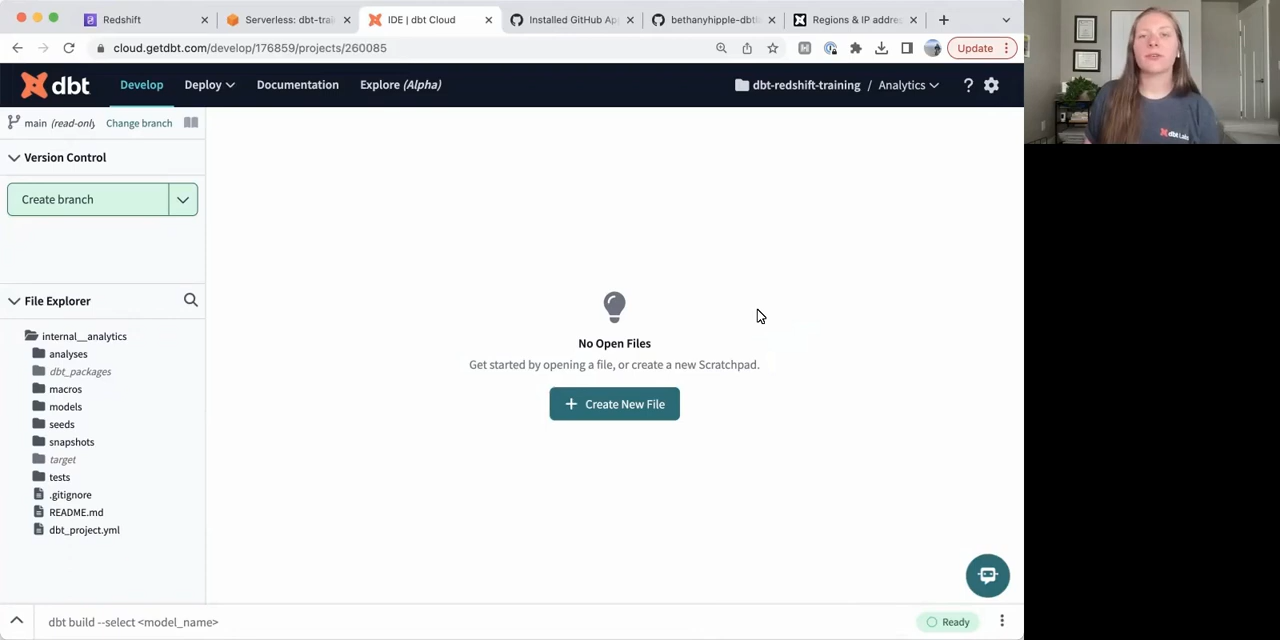 Redshift
Serverless: dbt-trai
IDE | dbt Cloud
Installed GitHub Ap
bethanyhipple-dbtl
Regions & IP addre
cloud.getdbt.com/develop/176859/projects/260085
Update
dbt
Develop
Deploy
Documentation
Explore (Alpha)
dbt-redshift-training / Analytics
main (read-only
Change branch
Version Control
Create branch
File Explorer
internal__analytics
analyses
dbt_packages
macros
models
seeds
snapshots
target
tests
.gitignore
README.md
dbt_project.yml
No Open Files
Get started by opening a file, or create a new Scratchpad.
+ Create New File
dbt build --select <model_name>
Ready
dbt Labs